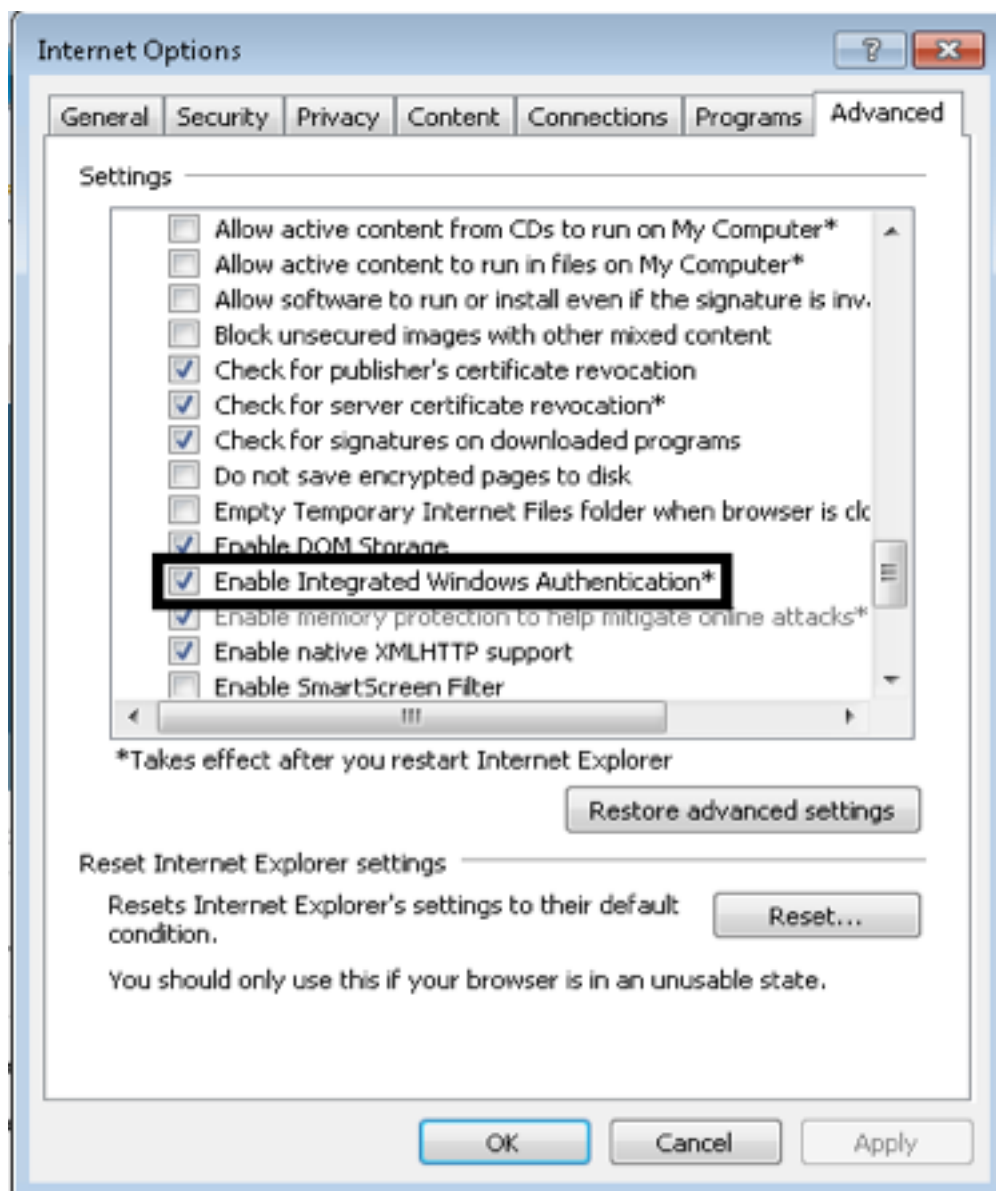 Internet Options
General Security Privacy Content Connections Programs Advanced
Settings
Allow active content from CDs to run on My Computer*
Allow active content to run in files on My Computer*
Allow software to run or install even if the signature is inv
Block unsecured images with other mixed content
Check for publisher's certificate revocation
Check for server certificate revocation*
Check for signatures on downloaded programs
Do not save encrypted pages to disk
Empty Temporary Internet Files folder when browser is clo
Enable DOM Storage
Enable Integrated Windows Authentication*
Enable memory protection to help mitigate online attacks*
Enable native XMLHTTP support
Enable SmartScreen Filter
*Takes effect after you restart Internet Explorer
Restore advanced settings
Reset Internet Explorer settings
Resets Internet Explorer's settings to their default
condition.
Reset...
You should only use this if your browser is in an unusable state.
OK Cancel Apply